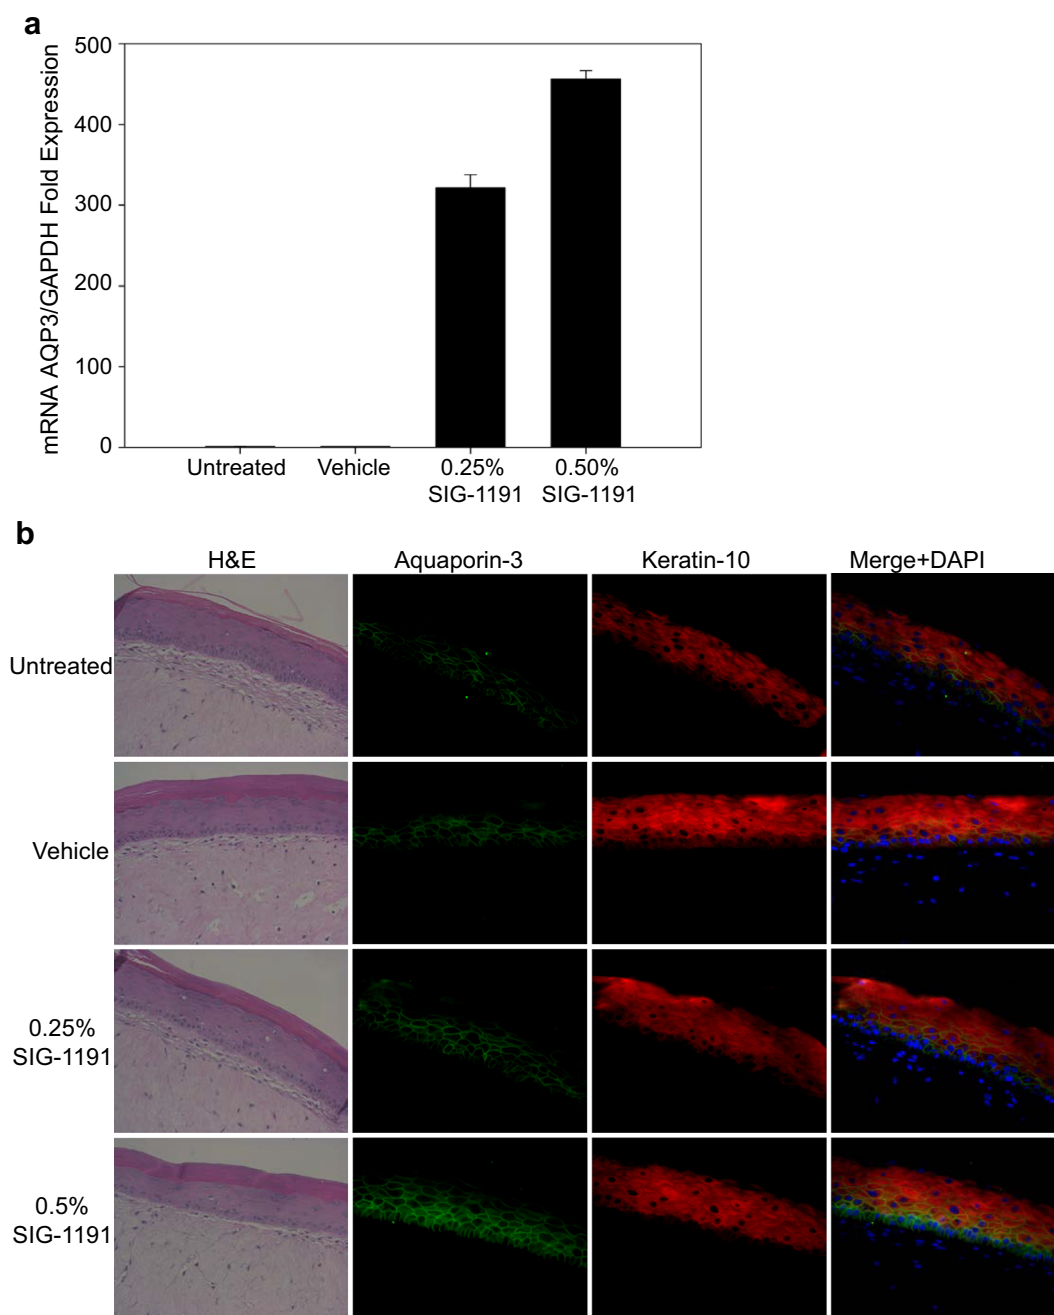 a
mRNA AQP3/GAPDH Fold Expression
500
400
300
200
100
0
Untreated
Vehicle
0.25%
SIG-1191
0.50%
SIG-1191
b
H&E
Aquaporin-3
Keratin-10
Merge+DAPI
Untreated
Vehicle
0.25%
SIG-1191
0.5%
SIG-1191